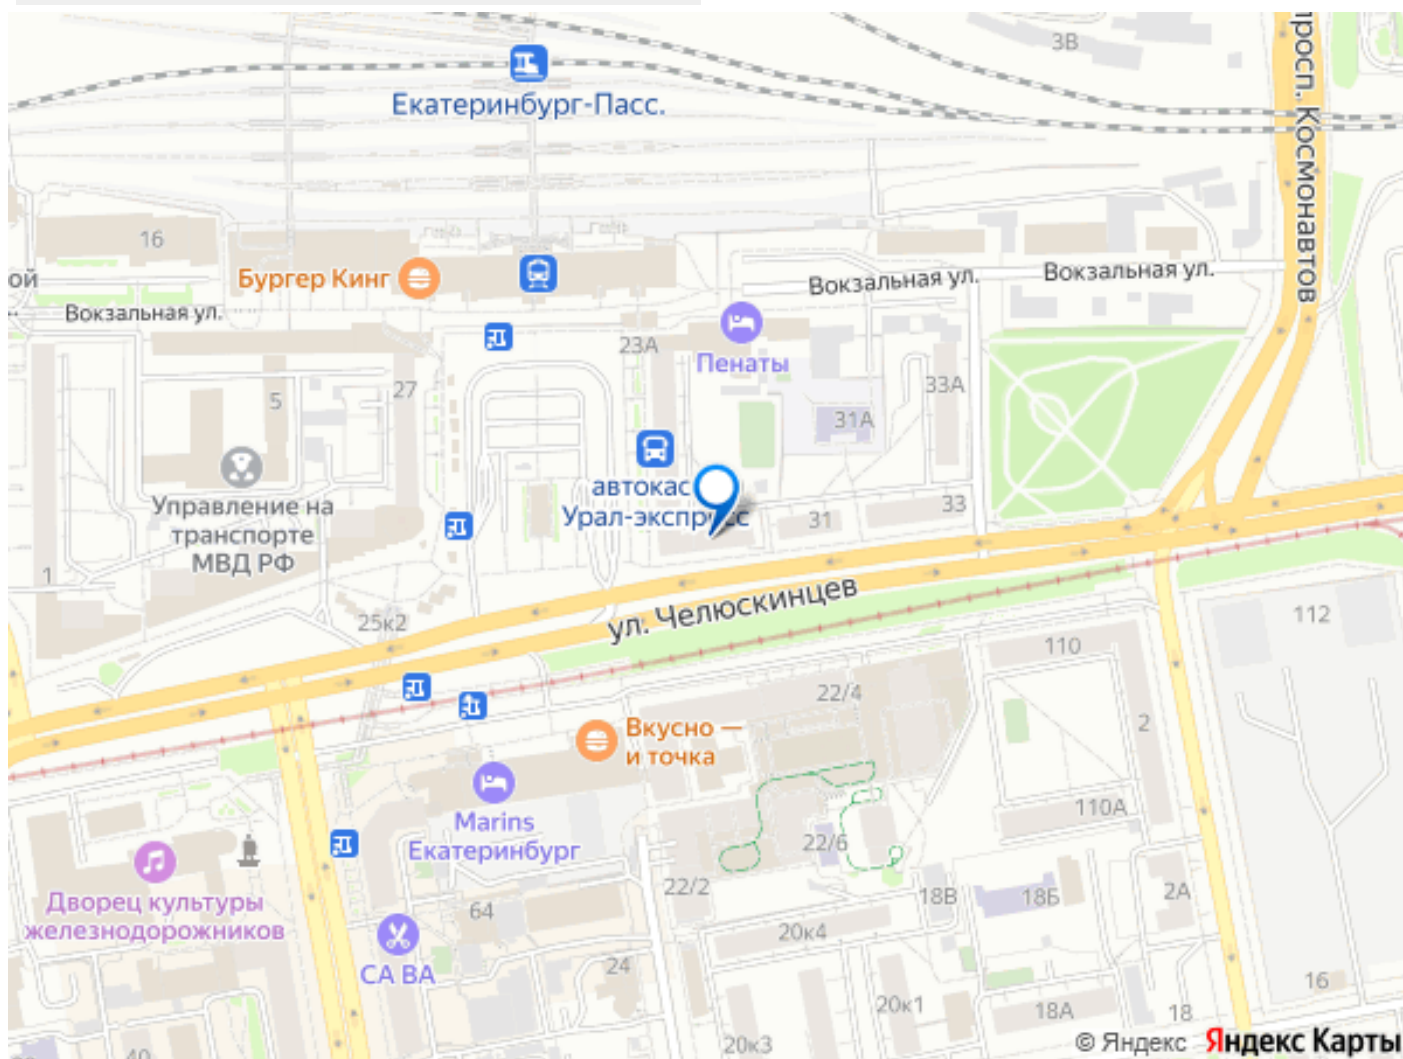 3В
просп. Космонавтов
Екатеринбург-Пасс.
16
Бургер Кинг
ой
Вокзальная ул.
Вокзальная ул.
Вокзальная ул.
23А
Пенаты
33А
27
5
31А
Управление на
транспорте
МВД РФ
автокас
Урал-экспресс
31
33
1
25к2
ул. Челюскинцев
112
110
22/4
2
Вкусно —
и точка
Marins
Екатеринбург
110А
22/6
22/2
Дворец культуры
железнодорожников
64
18В
18Б
2А
20к4
СА ВА
24
16
20к1
18А
18
20к3
40
© Яндекс
Яндекс Карты